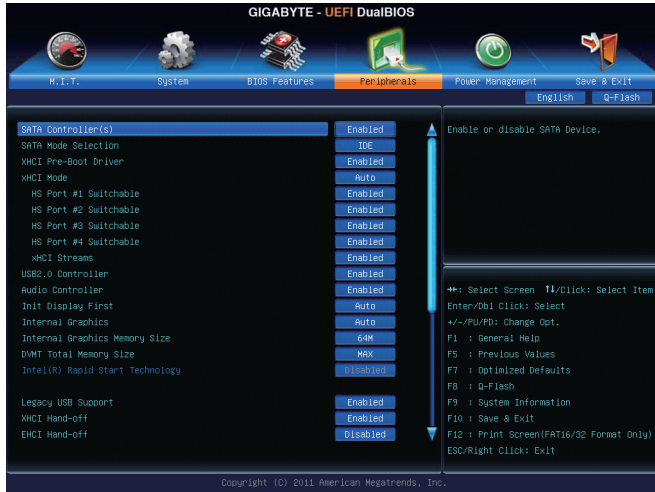 GIGABYTE - UEFI DualBIOS
M.I.T. System BIOS Features Peripherals Power Management Save & Exit
English Q-Flash
SATA Controller(s) Enabled
SATA Mode Selection IDE
XHCI Pre-Boot Driver Enabled
xHCI Mode Auto
HS Port #1 Switchable Enabled
HS Port #2 Switchable Enabled
HS Port #3 Switchable Enabled
HS Port #4 Switchable Enabled
xHCI Streams Enabled
USB2.0 Controller Enabled
Audio Controller Enabled
Init Display First Auto
Internal Graphics Auto
Internal Graphics Memory Size 64M
DVMT Total Memory Size MAX
Intel(R) Rapid Start Technology Disabled
Legacy USB Support Enabled
XHCI Hand-off Enabled
EHCI Hand-off Disabled
Enable or disable SATA Device.
→←: Select Screen ↑↓/Click: Select Item
Enter/Dbl Click: Select
+/-/PU/PD: Change Opt.
F1 : General Help
F5 : Previous Values
F7 : Optimized Defaults
F8 : Q-Flash
F9 : System Information
F10 : Save & Exit
F12 : Print Screen(FAT16/32 Format Only)
ESC/Right Click: Exit
Copyright (C) 2011 American Megatrends, Inc.